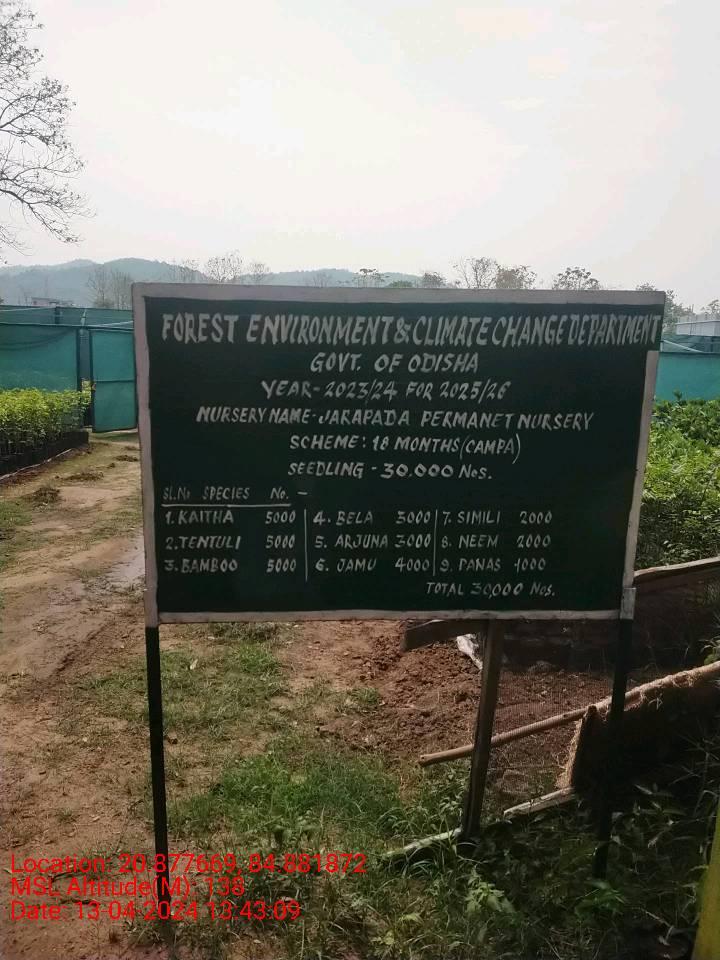 FOREST ENVIRONMENT & CLIMATE CHANGE DEPARTMENT
GOVT. OF ODISHA
YEAR - 2023/24 FOR 2025/26
NURSERY NAME - JARAPADA PERMANET NURSERY
SCHEME: 18 MONTHS (CAMPA)
SEEDLING - 30,000 Nos.
Sl.No SPECIES No. -
1. KAITHA 5000 4. BELA 3000 7. SIMILI 2000
2. TENTULI 5000 5. ARJUNA 3000 8. NEEM 2000
3. BAMBOO 5000 6. JAMU 4000 9. PANAS 1000
TOTAL 30,000 Nos.
Location: 20.877669, 84.881872
MSL Altitude(M): 138
Date: 13-04-2024 13:43:09